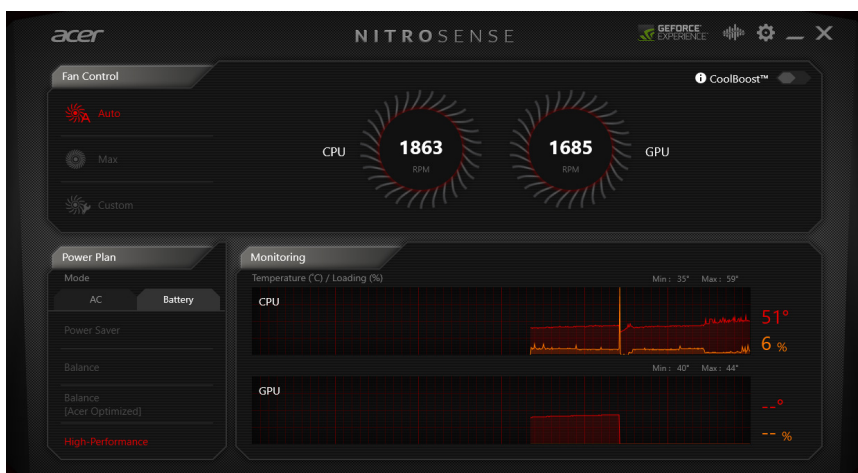 acer
NITROSENSE
GEFORCE
EXPERIENCE
Fan Control
CoolBoost™
Auto
Max
Custom
CPU
1863
RPM
1685
RPM
GPU
Power Plan
Mode
AC
Battery
Power Saver
Balance
Balance
[Acer Optimized]
High-Performance
Monitoring
Temperature (°C) / Loading (%)
Min : 35° Max : 59°
CPU
51°
6 %
Min : 40° Max : 44°
GPU
--°
-- %